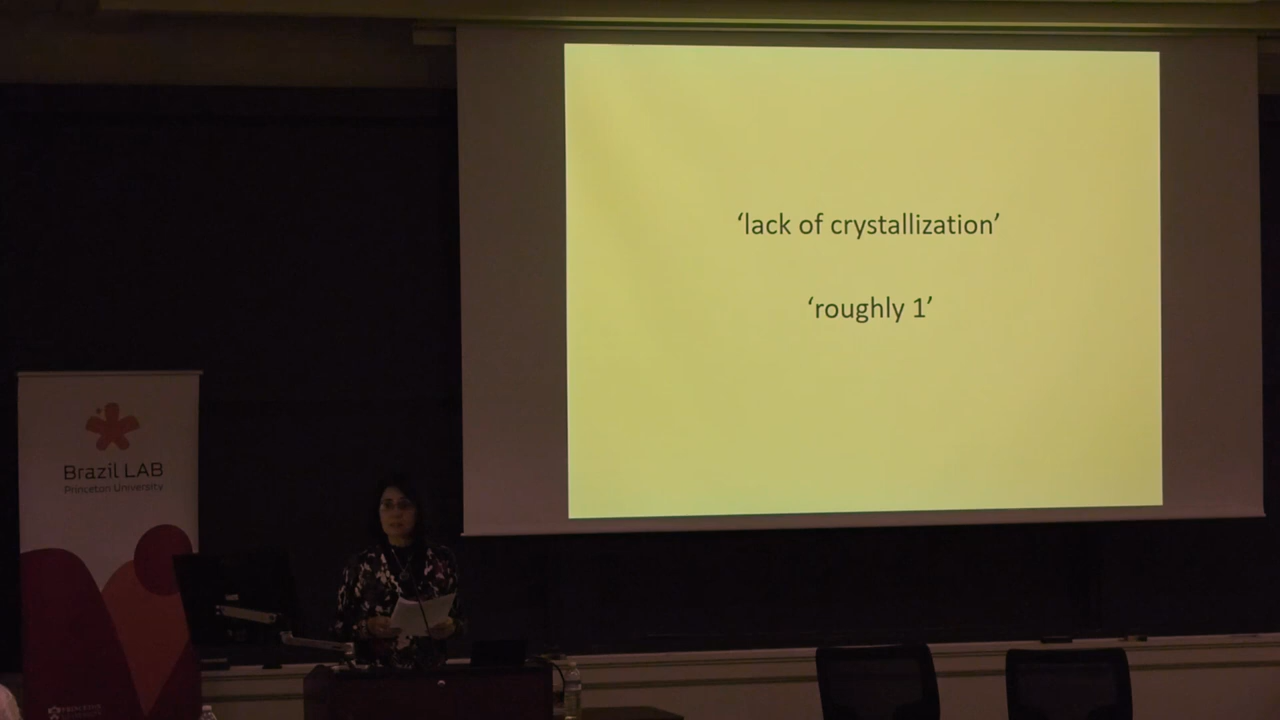 ‘lack of crystallization’
‘roughly 1’
Brazil LAB
Princeton University